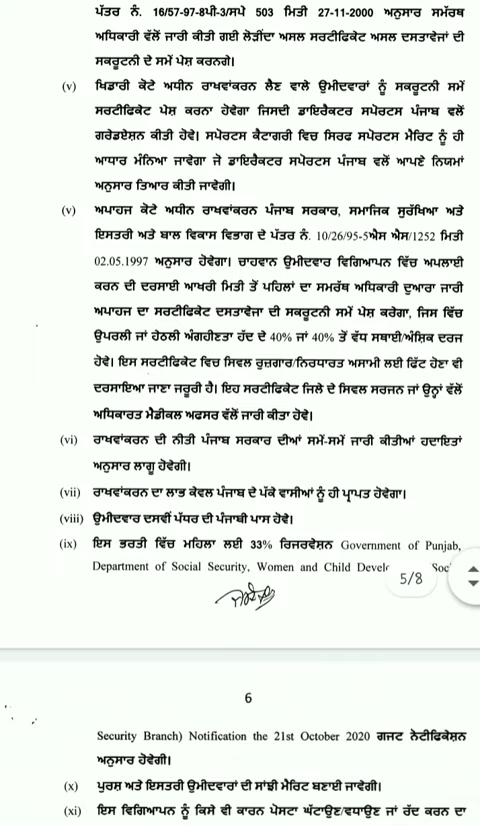 ਪੱਤਰ ਨੰ. 16/57-97-8ਪੀ-3/ਸਪੇ 503 ਮਿਤੀ 27-11-2000 ਅਨੁਸਾਰ ਸਮੱਰਥ
ਅਧਿਕਾਰੀ ਵੱਲੋਂ ਜਾਰੀ ਕੀਤੀ ਗਈ ਲੋੜੀਂਦਾ ਅਸਲ ਸਰਟੀਫਿਕੇਟ ਅਸਲ ਦਸਤਾਵੇਜਾਂ ਦੀ
ਸਕਰੂਟਨੀ ਦੇ ਸਮੇਂ ਪੇਸ਼ ਕਰਨਗੇ।
(v) ਖਿਡਾਰੀ ਕੋਟੇ ਅਧੀਨ ਰਾਖਵਾਂਕਰਨ ਲੈਣ ਵਾਲੇ ਉਮੀਦਵਾਰਾਂ ਨੂੰ ਸਕਰੂਟਨੀ ਸਮੇਂ
ਸਰਟੀਫਿਕੇਟ ਪੇਸ਼ ਕਰਨਾ ਹੋਵੇਗਾ ਜਿਸਦੀ ਡਾਇਰੈਕਟਰ ਸਪੋਰਟਸ ਪੰਜਾਬ ਵਲੋਂ
ਗਰੇਡਏਸ਼ਨ ਕੀਤੀ ਹੋਵੇ। ਸਪੋਰਟਸ ਕੈਟਾਗਰੀ ਵਿਚ ਸਿਰਫ ਸਪੋਰਟਸ ਮੈਰਿਟ ਨੂੰ ਹੀ
ਆਧਾਰ ਮੰਨਿਆ ਜਾਵੇਗਾ ਜੋ ਡਾਇਰੈਕਟਰ ਸਪੋਰਟਸ ਪੰਜਾਬ ਵਲੋਂ ਆਪਣੇ ਨਿਯਮਾਂ
ਅਨੁਸਾਰ ਤਿਆਰ ਕੀਤੀ ਜਾਵੇਗੀ।
(v) ਅਪਾਹਜ ਕੋਟੇ ਅਧੀਨ ਰਾਖਵਾਂਕਰਨ ਪੰਜਾਬ ਸਰਕਾਰ, ਸਮਾਜਿਕ ਸੁਰੱਖਿਆ ਅਤੇ
ਇਸਤਰੀ ਅਤੇ ਬਾਲ ਵਿਕਾਸ ਵਿਭਾਗ ਦੇ ਪੱਤਰ ਨੰ. 10/26/95-5ਐਸ ਐਸ/1252 ਮਿਤੀ
02.05.1997 ਅਨੁਸਾਰ ਹੋਵੇਗਾ। ਚਾਹਵਾਨ ਉਮੀਦਵਾਰ ਵਿਗਿਆਪਨ ਵਿੱਚ ਅਪਲਾਈ
ਕਰਨ ਦੀ ਦਰਸਾਈ ਆਖਰੀ ਮਿਤੀ ਤੋਂ ਪਹਿਲਾਂ ਦਾ ਸਮਰੱਥ ਅਧਿਕਾਰੀ ਦੁਆਰਾ ਜਾਰੀ
ਅਪਾਹਜ ਦਾ ਸਰਟੀਫਿਕੇਟ ਦਸਤਾਵੇਜਾਂ ਦੀ ਸਕਰੂਟਨੀ ਸਮੇਂ ਪੇਸ਼ ਕਰੇਗਾ, ਜਿਸ ਵਿੱਚ
ਉਪਰਲੀ ਜਾਂ ਹੇਠਲੀ ਅੰਗਹੀਣਤਾ ਹੱਦ ਦੇ 40% ਜਾਂ 40% ਤੋਂ ਵੱਧ ਸਥਾਈ/ਅੰਸ਼ਿਕ ਦਰਜ
ਹੋਵੇ। ਇਸ ਸਰਟੀਫਿਕੇਟ ਵਿਚ ਸਿਵਲ ਰੁਜ਼ਗਾਰ/ਨਿਰਧਾਰਤ ਅਸਾਮੀ ਲਈ ਫਿੱਟ ਹੋਣਾ ਵੀ
ਦਰਸਾਇਆ ਜਾਣਾ ਜਰੂਰੀ ਹੈ। ਇਹ ਸਰਟੀਫਿਕੇਟ ਜਿਲੇ ਦੇ ਸਿਵਲ ਸਰਜਨ ਜਾਂ ਉਨ੍ਹਾਂ ਵੱਲੋਂ
ਅਧਿਕਾਰਤ ਮੈਡੀਕਲ ਅਫਸਰ ਵੱਲੋਂ ਜਾਰੀ ਕੀਤਾ ਹੋਵੇ।
(vi) ਰਾਖਵਾਂਕਰਨ ਦੀ ਨੀਤੀ ਪੰਜਾਬ ਸਰਕਾਰ ਦੀਆਂ ਸਮੇਂ-ਸਮੇਂ ਜਾਰੀ ਕੀਤੀਆਂ ਹਦਾਇਤਾਂ
ਅਨੁਸਾਰ ਲਾਗੂ ਹੋਵੇਗੀ।
(vii) ਰਾਖਵਾਂਕਰਨ ਦਾ ਲਾਭ ਕੇਵਲ ਪੰਜਾਬ ਦੇ ਪੱਕੇ ਵਾਸੀਆਂ ਨੂੰ ਹੀ ਪ੍ਰਾਪਤ ਹੋਵੇਗਾ।
(viii) ਉਮੀਦਵਾਰ ਦਸਵੀਂ ਪੱਧਰ ਦੀ ਪੰਜਾਬੀ ਪਾਸ ਹੋਵੇ।
(ix) ਇਸ ਭਰਤੀ ਵਿੱਚ ਮਹਿਲਾ ਲਈ 33% ਰਿਜਰਵੇਸ਼ਨ Government of Punjab,
Department of Social Security, Women and Child Develo Soc
5/8
6
Security Branch) Notification the 21st October 2020 ਗਜਟ ਨੋਟੀਫਿਕੇਸ਼ਨ
ਅਨੁਸਾਰ ਹੋਵੇਗੀ।
(x) ਪੁਰਸ਼ ਅਤੇ ਇਸਤਰੀ ਉਮੀਦਵਾਰਾਂ ਦੀ ਸਾਂਝੀ ਮੈਰਿਟ ਬਣਾਈ ਜਾਵੇਗੀ।
(xi) ਇਸ ਵਿਗਿਆਪਨ ਨੂੰ ਕਿਸੇ ਵੀ ਕਾਰਨ ਪੋਸਟਾ ਘੱਟਾਉਣ/ਵਧਾਉਣ ਜਾਂ ਰੱਦ ਕਰਨ ਦਾ